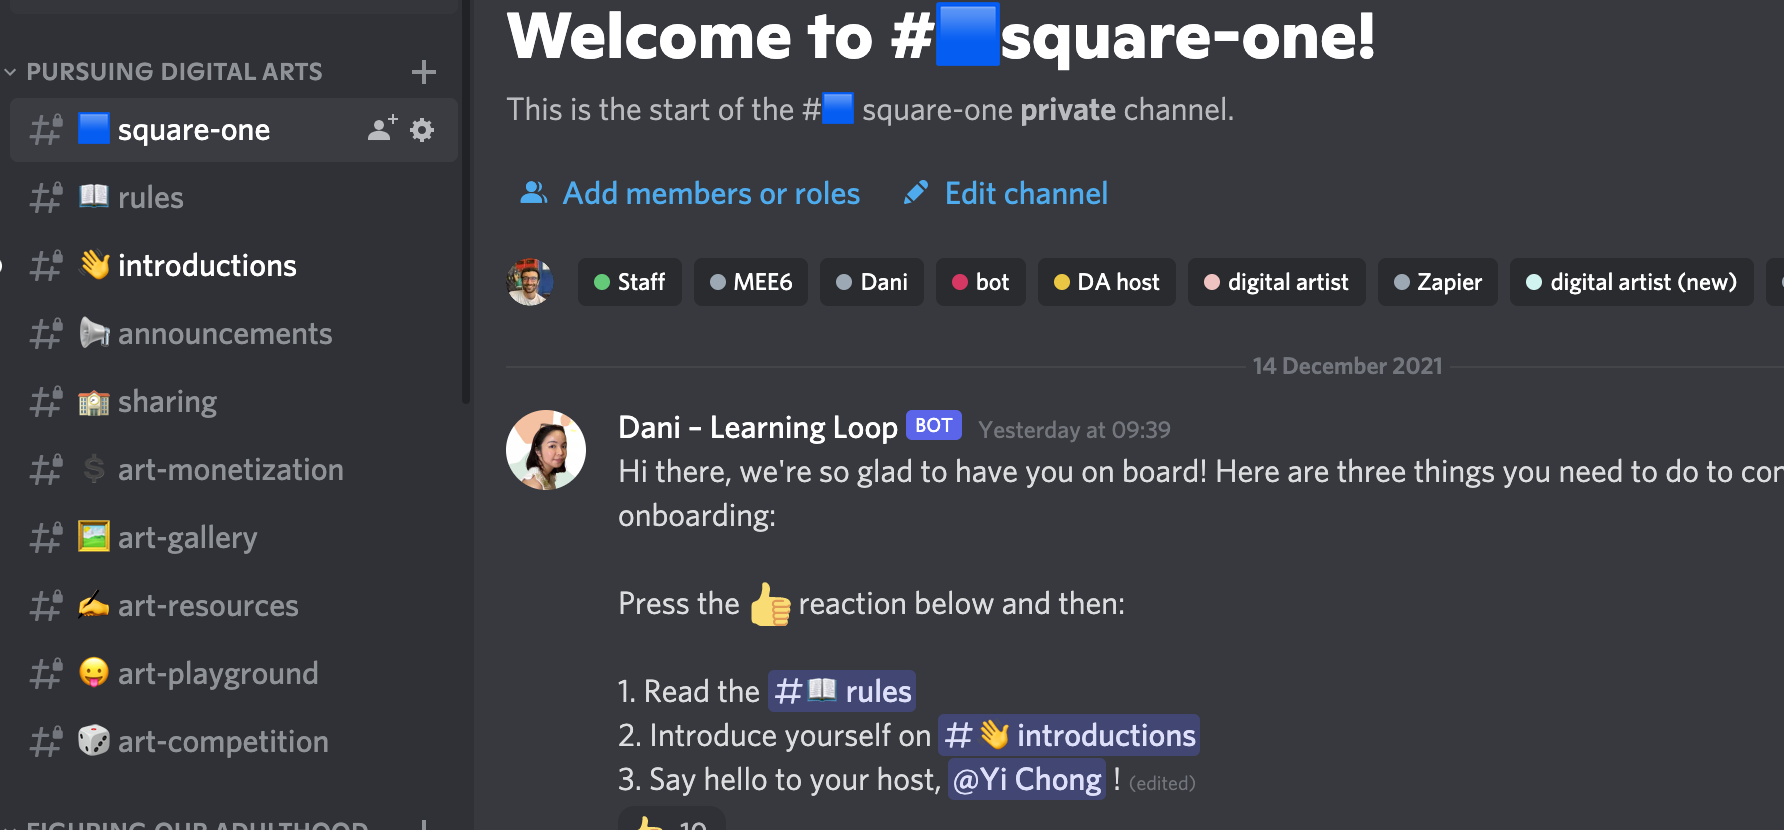 PURSUING DIGITAL ARTS
square-one
rules
introductions
announcements
sharing
art-monetization
art-gallery
art-resources
art-playground
art-competition
FIGURING OUR ADULTHOOD
Welcome to #🟦square-one!
This is the start of the #🟦 square-one private channel.
Add members or roles Edit channel
Staff MEE6 Dani bot DA host digital artist Zapier digital artist (new)
14 December 2021
Dani – Learning Loop BOT Yesterday at 09:39
Hi there, we're so glad to have you on board! Here are three things you need to do to
onboarding:
Press the 👍 reaction below and then:
1. Read the #📖 rules
2. Introduce yourself on #👋 introductions
3. Say hello to your host, @Yi Chong ! (edited)